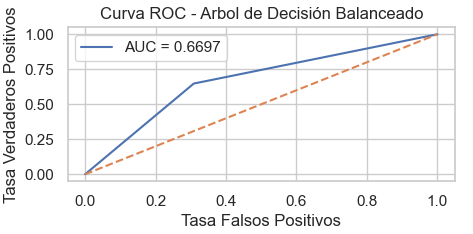 Curva ROC - Arbol de Decisión Balanceado
AUC = 0.6697
Tasa Verdaderos Positivos
1.00
0.75
0.50
0.25
0.00
0.0 0.2 0.4 0.6 0.8 1.0
Tasa Falsos Positivos